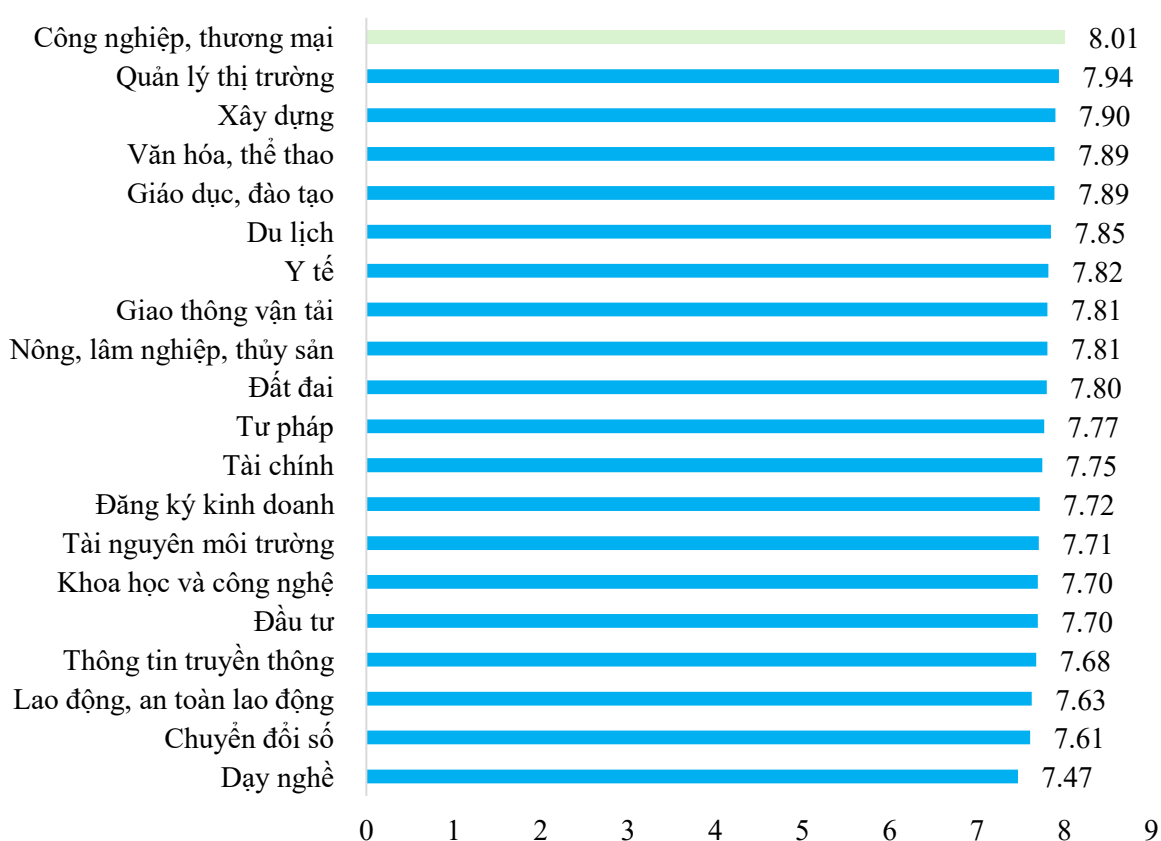 Công nghiệp, thương mại 8.01
Quản lý thị trường 7.94
Xây dựng 7.90
Văn hóa, thể thao 7.89
Giáo dục, đào tạo 7.89
Du lịch 7.85
Y tế 7.82
Giao thông vận tải 7.81
Nông, lâm nghiệp, thủy sản 7.81
Đất đai 7.80
Tư pháp 7.77
Tài chính 7.75
Đăng ký kinh doanh 7.72
Tài nguyên môi trường 7.71
Khoa học và công nghệ 7.70
Đầu tư 7.70
Thông tin truyền thông 7.68
Lao động, an toàn lao động 7.63
Chuyển đổi số 7.61
Dạy nghề 7.47
0 1 2 3 4 5 6 7 8 9